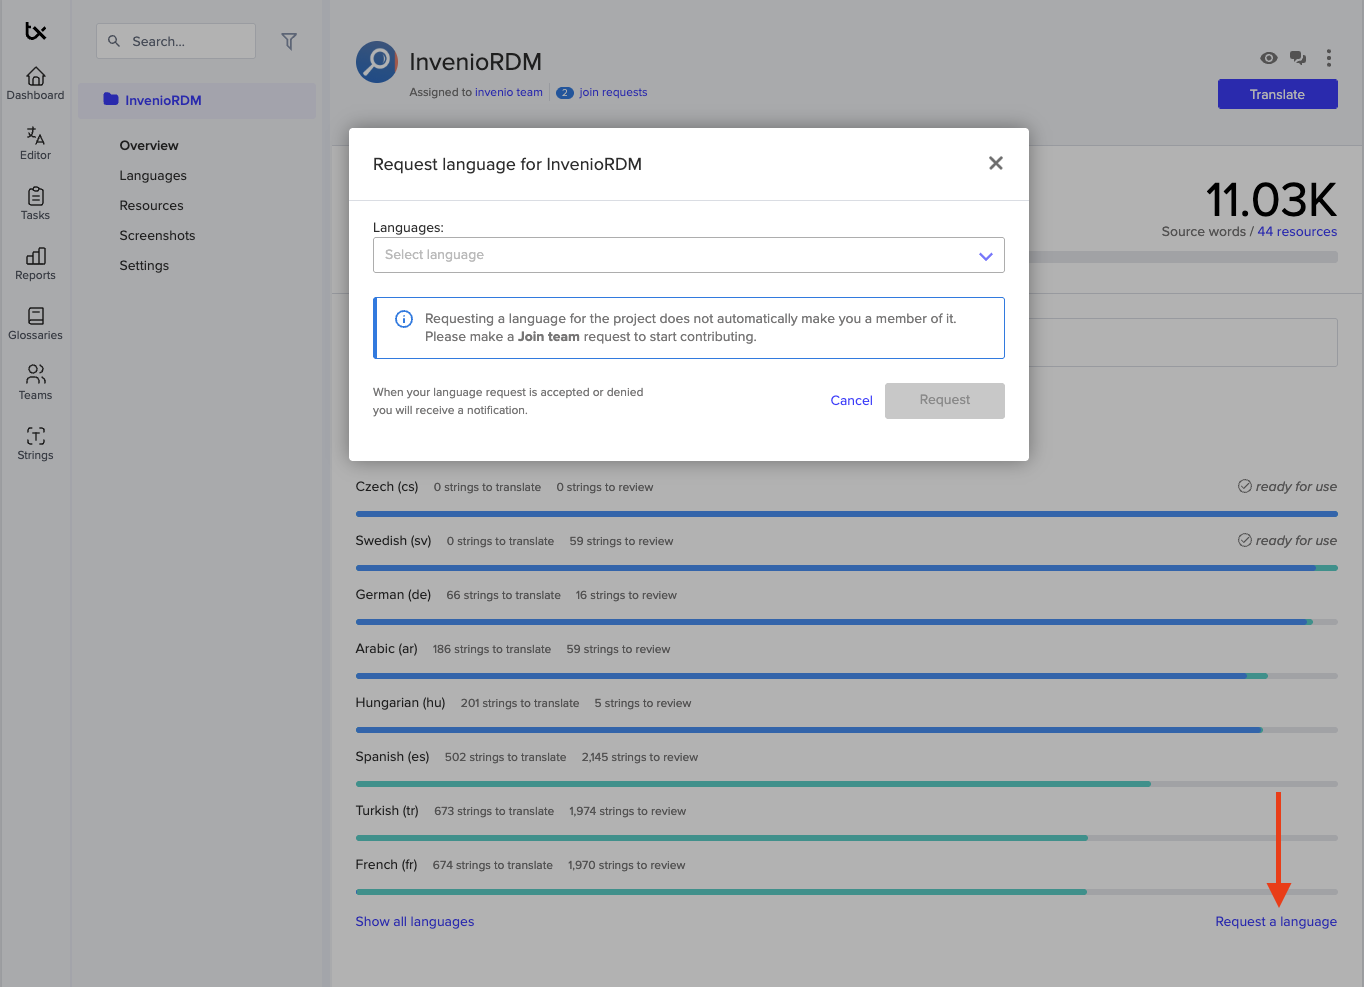 tx
Dashboard
Editor
Tasks
Reports
Glossaries
Teams
Strings
Search...
InvenioRDM
Overview
Languages
Resources
Screenshots
Settings
InvenioRDM
Assigned to invenio team 2 join requests
Translate
11.03K
Source words / 44 resources
Request language for InvenioRDM
Languages:
Select language
Requesting a language for the project does not automatically make you a member of it.
Please make a Join team request to start contributing.
When your language request is accepted or denied
you will receive a notification.
Cancel
Request
Czech (cs) 0 strings to translate 0 strings to review ready for use
Swedish (sv) 0 strings to translate 59 strings to review ready for use
German (de) 66 strings to translate 16 strings to review
Arabic (ar) 186 strings to translate 59 strings to review
Hungarian (hu) 201 strings to translate 5 strings to review
Spanish (es) 502 strings to translate 2,145 strings to review
Turkish (tr) 673 strings to translate 1,974 strings to review
French (fr) 674 strings to translate 1,970 strings to review
Show all languages
Request a language